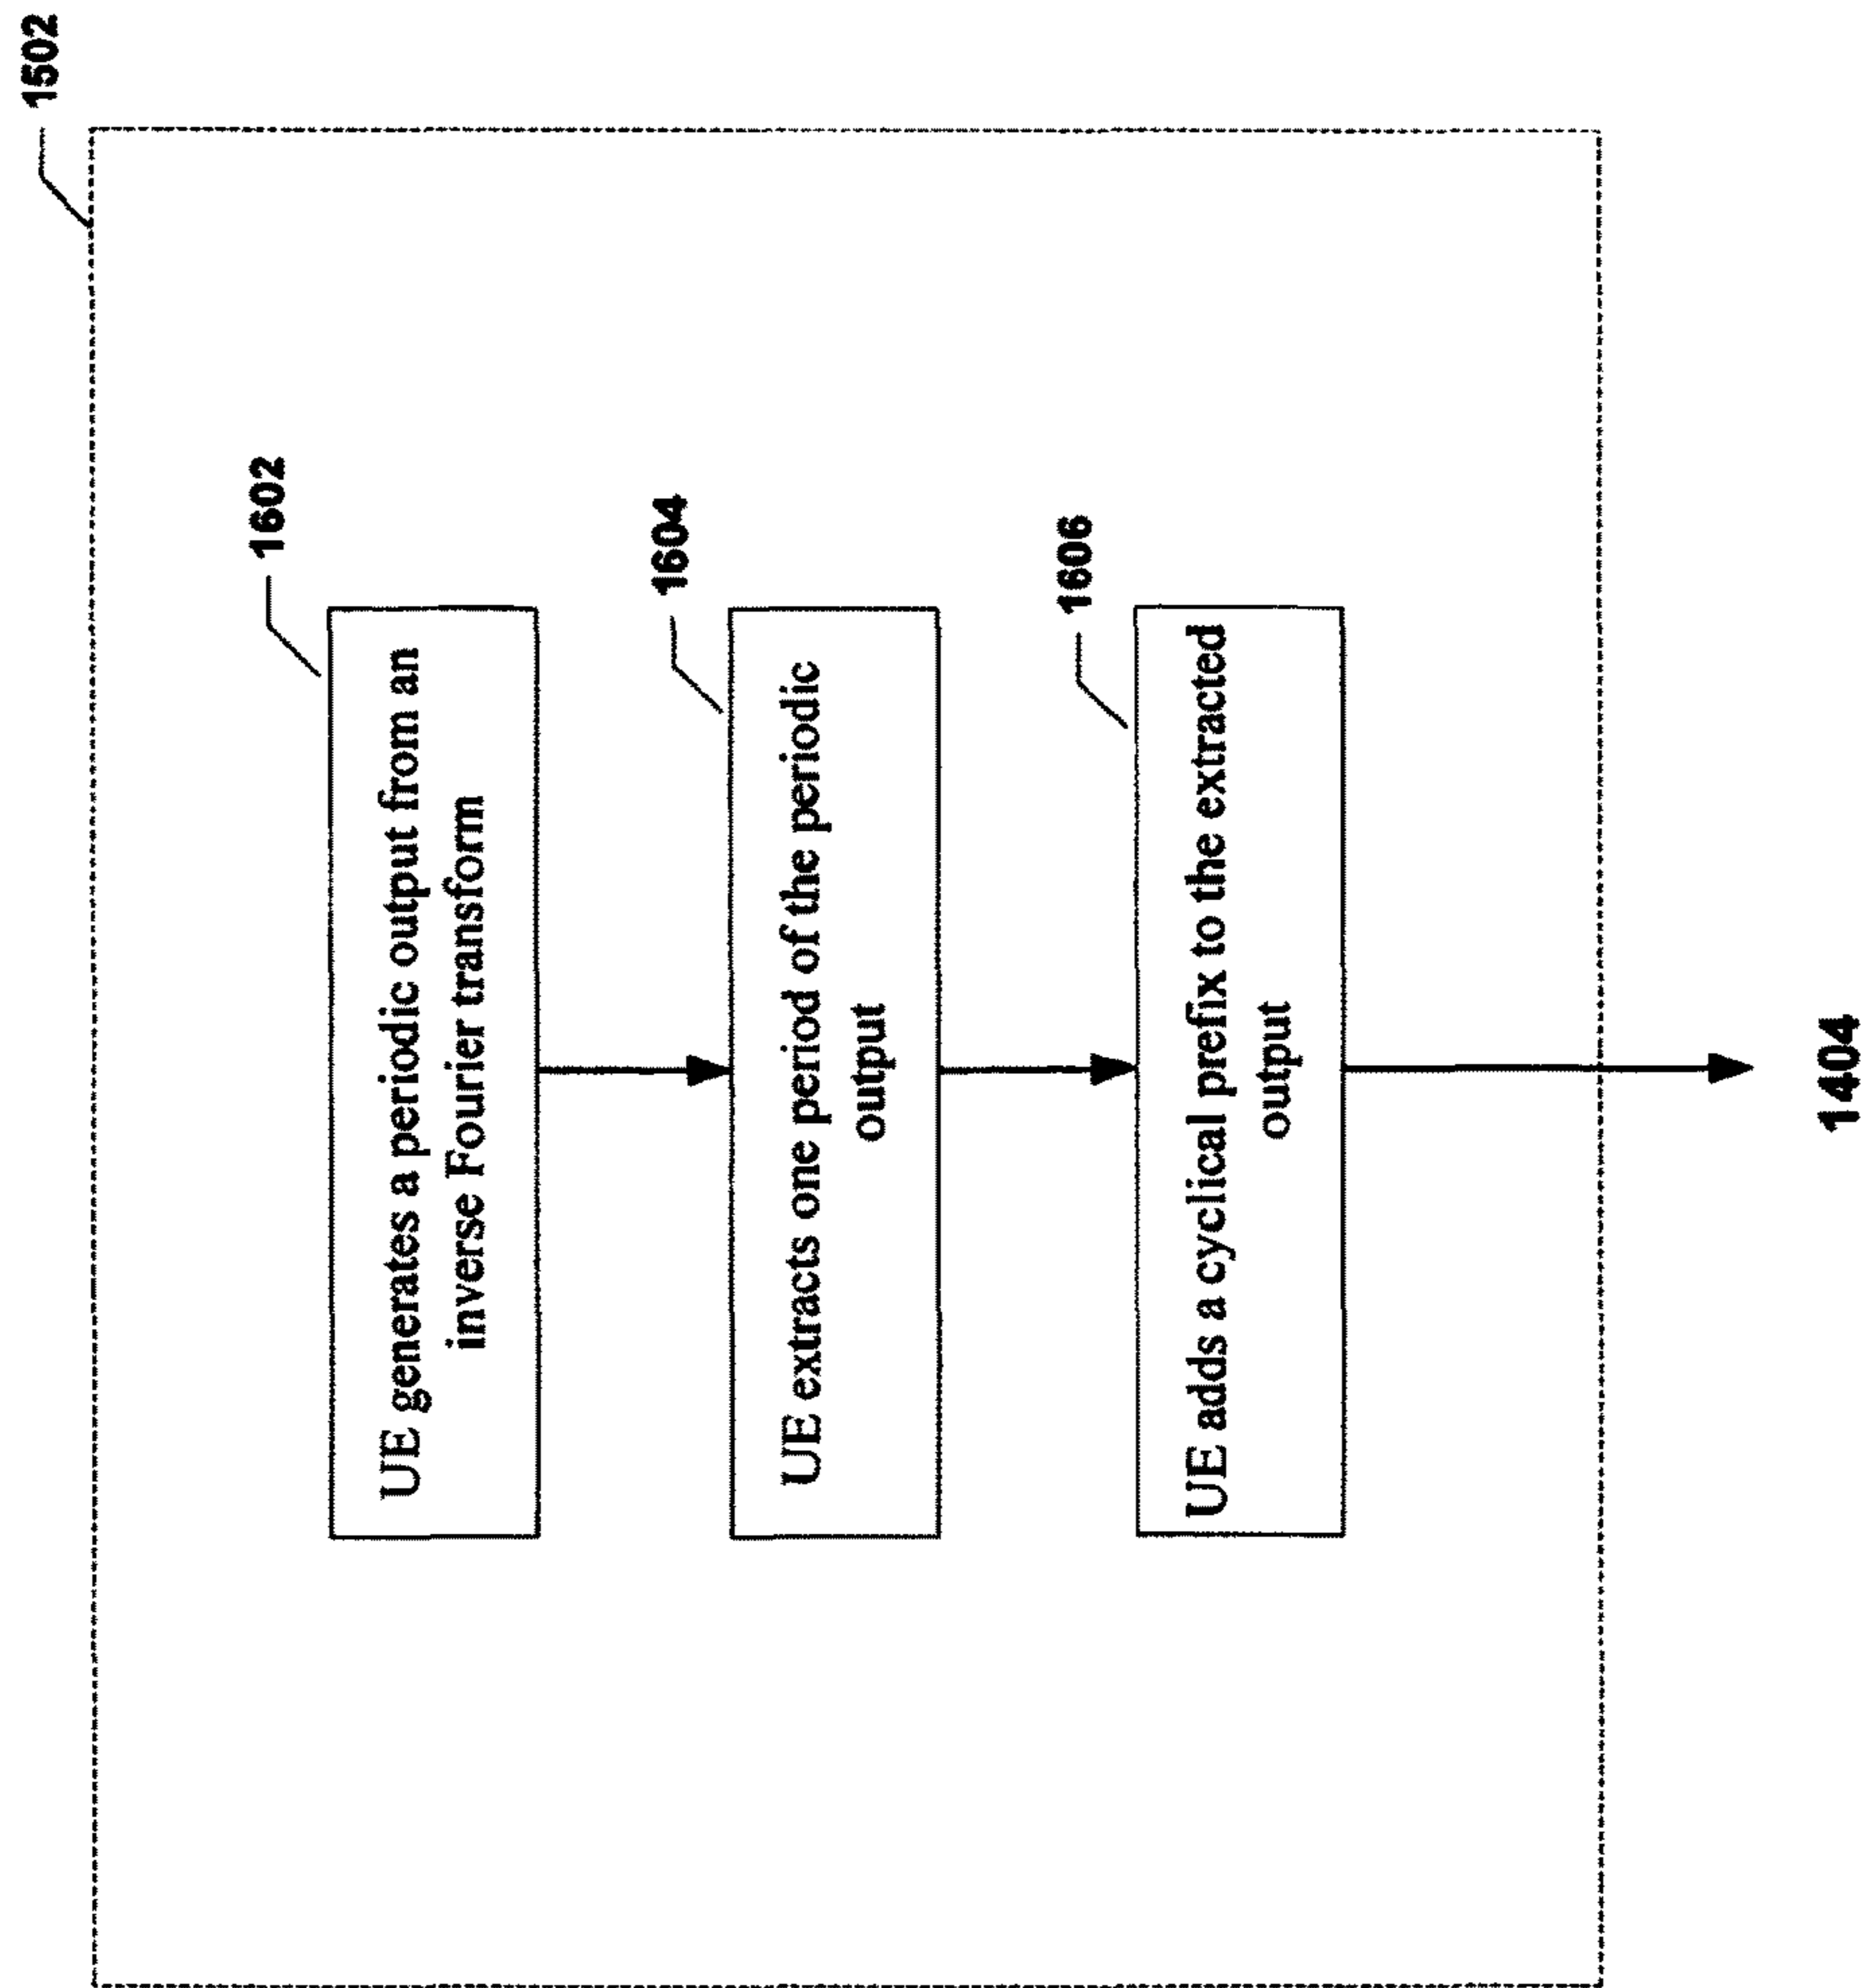 1502
1602
UE generates a periodic output from an
inverse Fourier transform
1604
UE extracts one period of the periodic
output
1606
UE adds a cyclical prefix to the extracted
output
1404